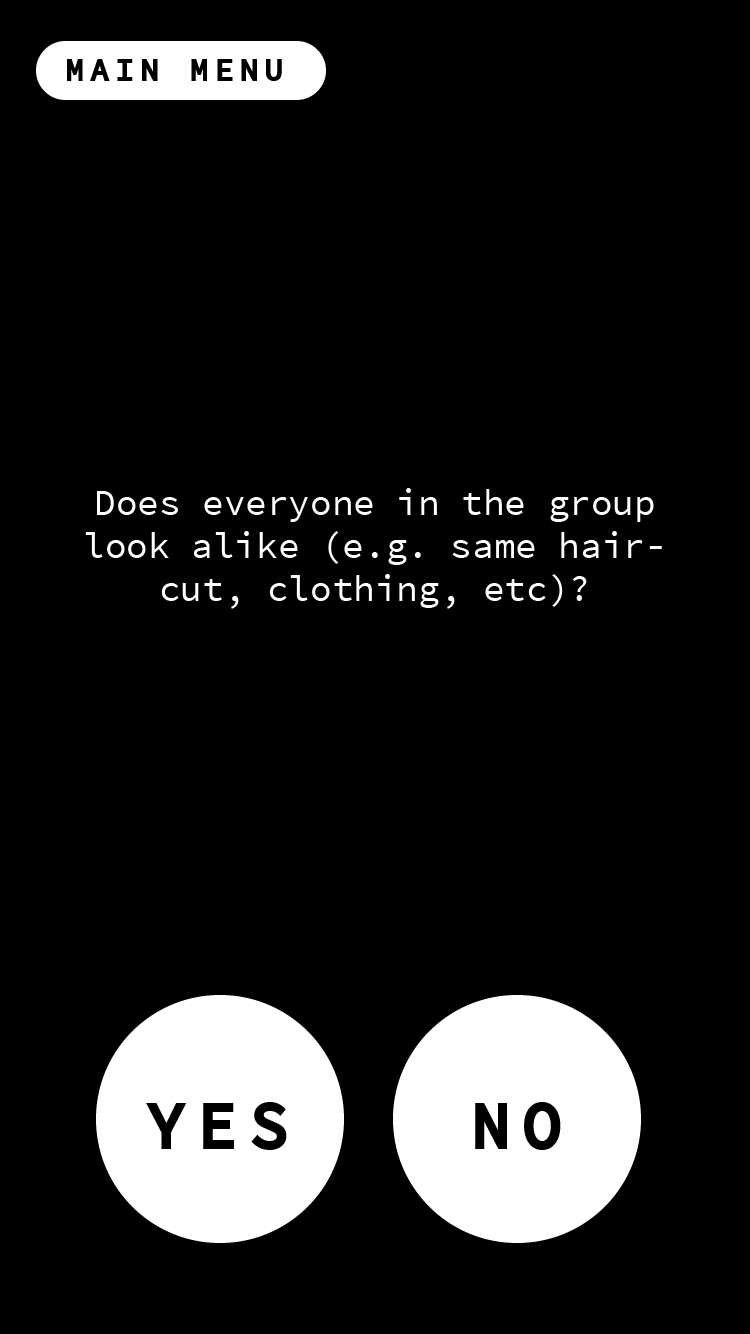 MAIN MENU
Does everyone in the group
look alike (e.g. same hair-
cut, clothing, etc)?
YES
NO